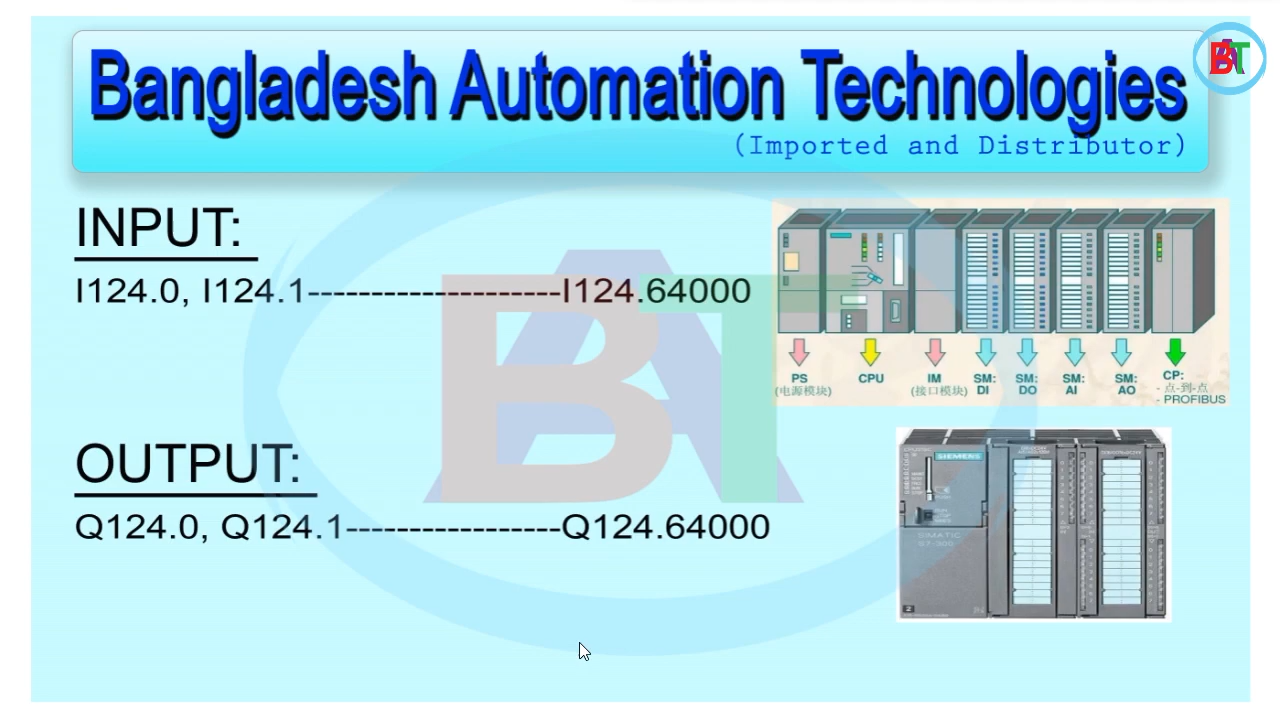 Bangladesh Automation Technologies
BAT
(Imported and Distributor)
INPUT:
I124.0, I124.1--------------------I124.64000
PS
(电源模块)
CPU
IM
(接口模块)
SM:
DI
SM:
DO
SM:
AI
SM:
AO
CP:
- 点-到-点
- PROFIBUS
BAT
OUTPUT:
Q124.0, Q124.1-----------------Q124.64000
SIEMENS
SIMATIC
S7-300